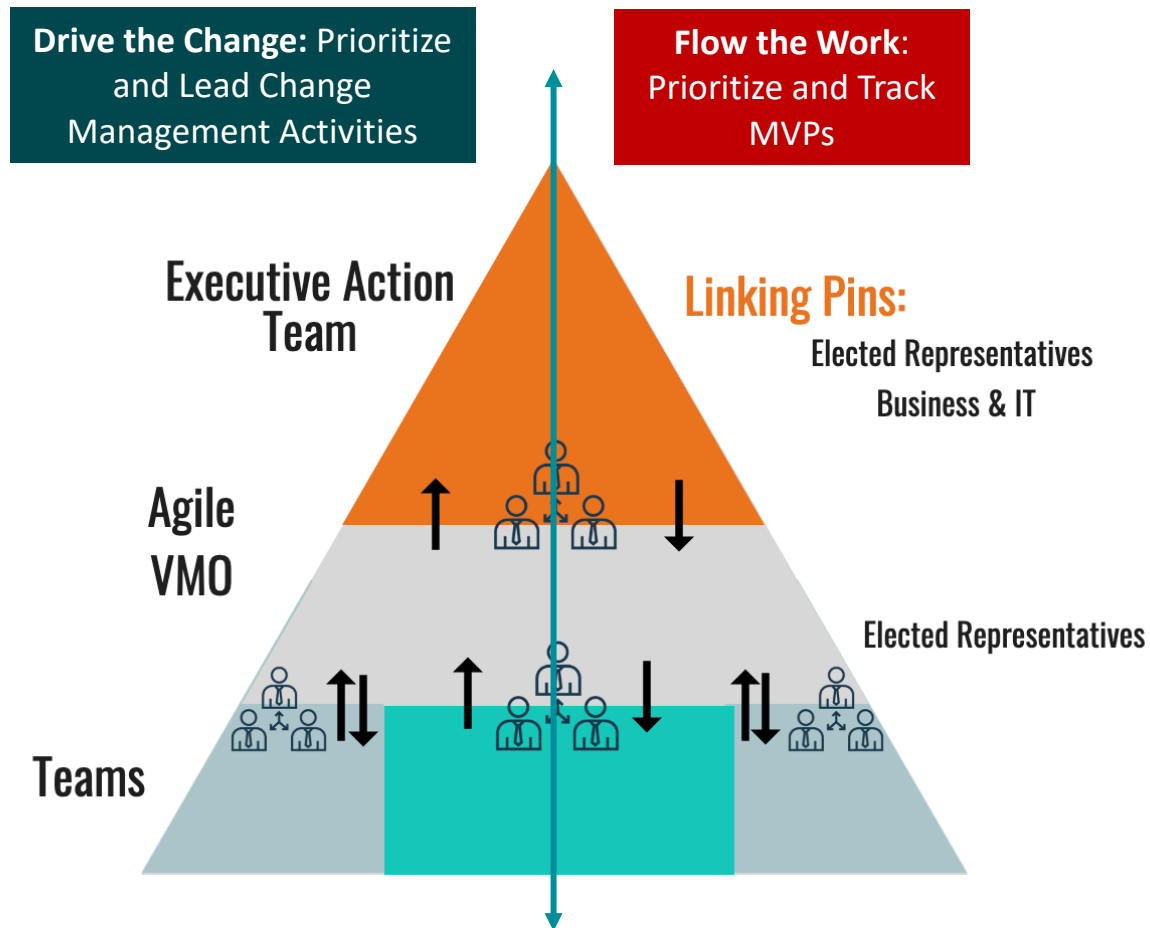 Drive the Change: Prioritize
and Lead Change
Management Activities
Flow the Work:
Prioritize and Track
MVPs
Executive Action
Team
Linking Pins:
Elected Representatives
Business & IT
Agile
VMO
Elected Representatives
Teams